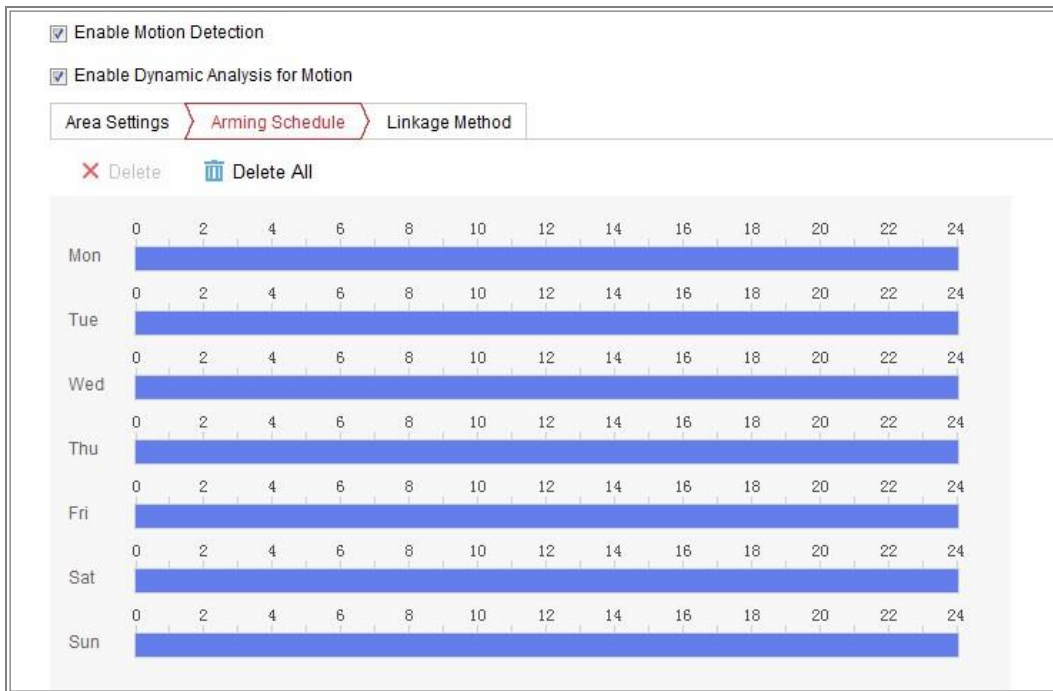 Enable Motion Detection
Enable Dynamic Analysis for Motion
Area Settings Arming Schedule Linkage Method
Delete Delete All
0 2 4 6 8 10 12 14 16 18 20 22 24
Mon
0 2 4 6 8 10 12 14 16 18 20 22 24
Tue
0 2 4 6 8 10 12 14 16 18 20 22 24
Wed
0 2 4 6 8 10 12 14 16 18 20 22 24
Thu
0 2 4 6 8 10 12 14 16 18 20 22 24
Fri
0 2 4 6 8 10 12 14 16 18 20 22 24
Sat
0 2 4 6 8 10 12 14 16 18 20 22 24
Sun